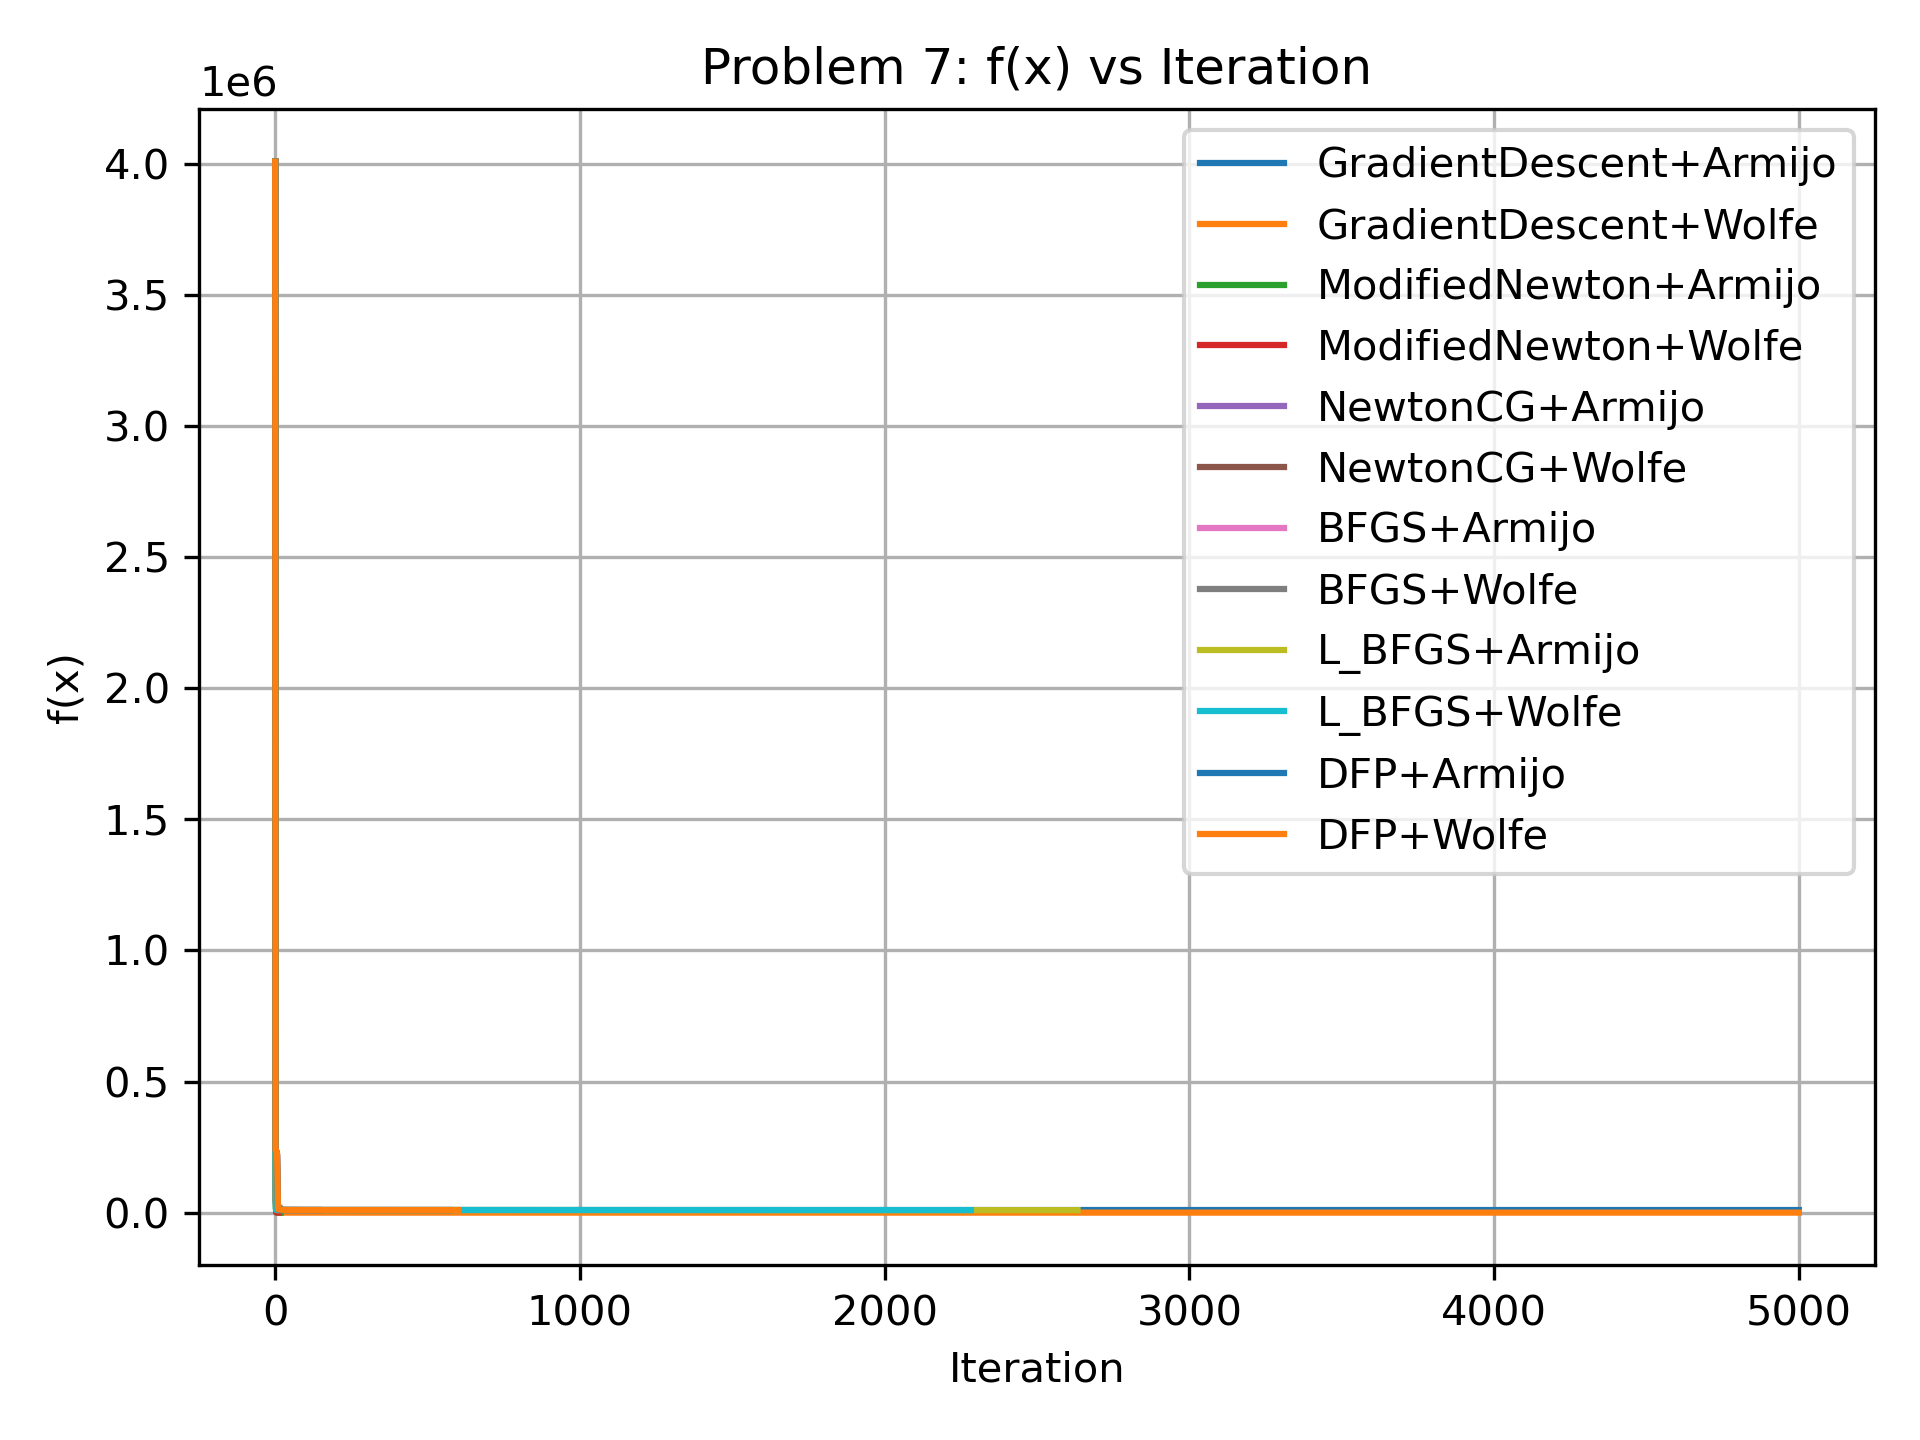 Problem 7: f(x) vs Iteration
1e6
4.0
3.5
3.0
2.5
2.0
1.5
1.0
0.5
0.0
f(x)
GradientDescent+Armijo
GradientDescent+Wolfe
ModifiedNewton+Armijo
ModifiedNewton+Wolfe
NewtonCG+Armijo
NewtonCG+Wolfe
BFGS+Armijo
BFGS+Wolfe
L_BFGS+Armijo
L_BFGS+Wolfe
DFP+Armijo
DFP+Wolfe
0 1000 2000 3000 4000 5000
Iteration